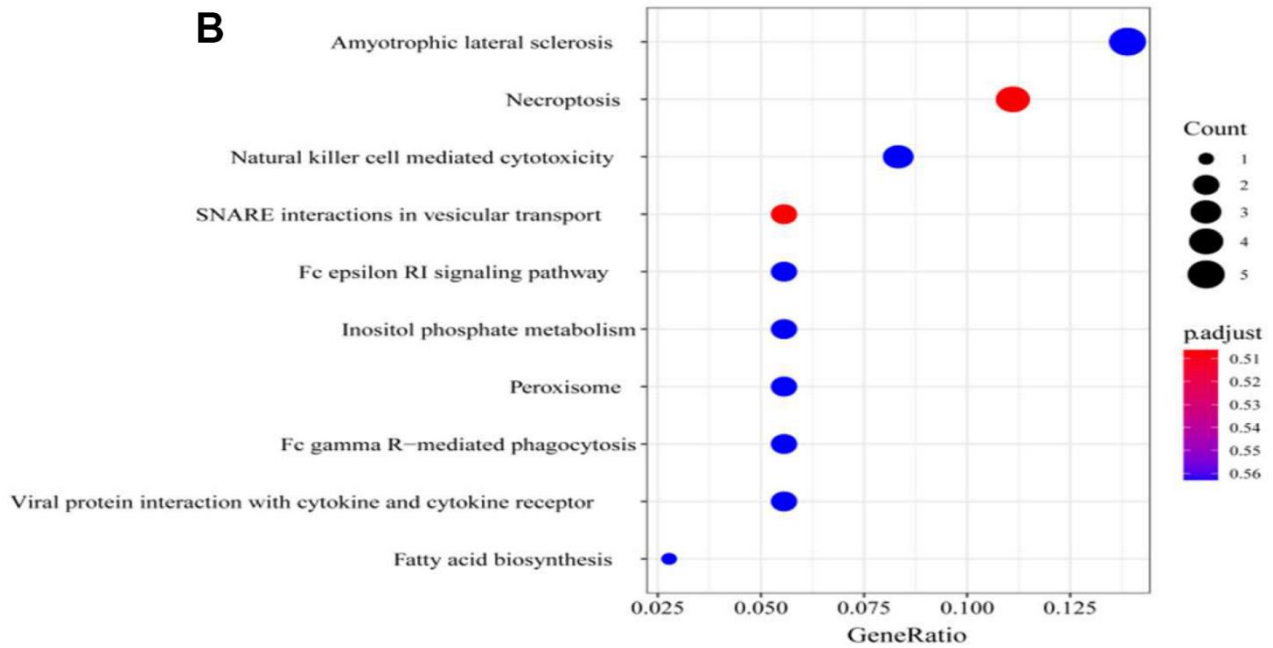 B
Amyotrophic lateral sclerosis
Necroptosis
Natural killer cell mediated cytotoxicity
SNARE interactions in vesicular transport
Fc epsilon RI signaling pathway
Inositol phosphate metabolism
Peroxisome
Fc gamma R−mediated phagocytosis
Viral protein interaction with cytokine and cytokine receptor
Fatty acid biosynthesis
0.025 0.050 0.075 0.100 0.125
GeneRatio
Count
1
2
3
4
5
p.adjust
0.51
0.52
0.53
0.54
0.55
0.56